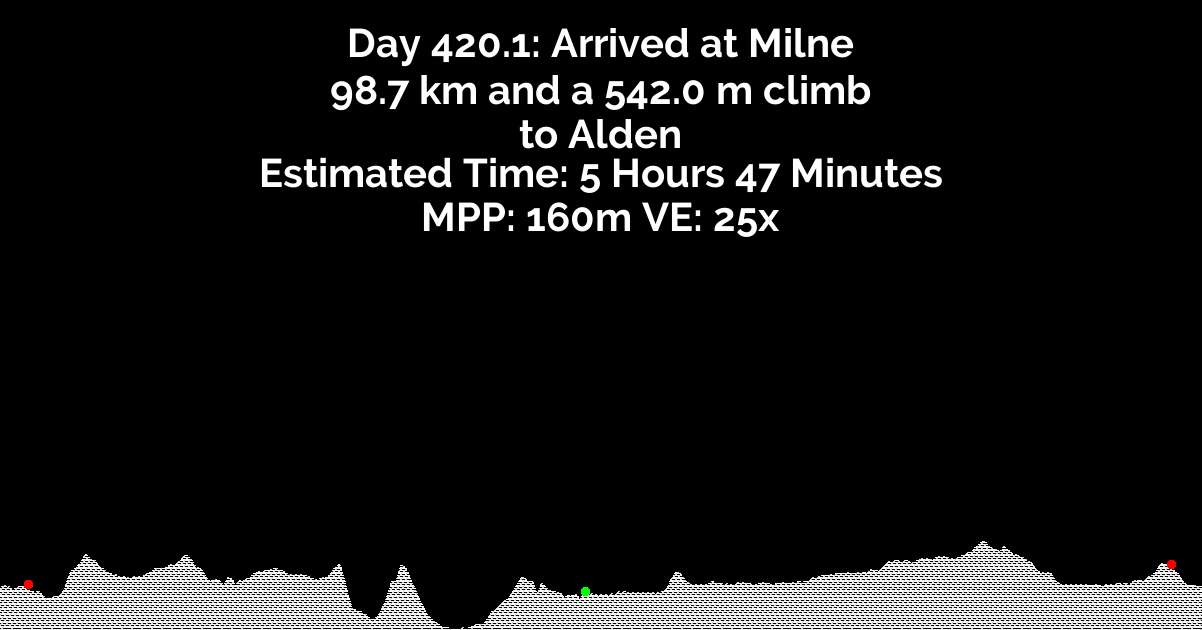 Day 420.1: Arrived at Milne
98.7 km and a 542.0 m climb
to Alden
Estimated Time: 5 Hours 47 Minutes
MPP: 160m VE: 25x